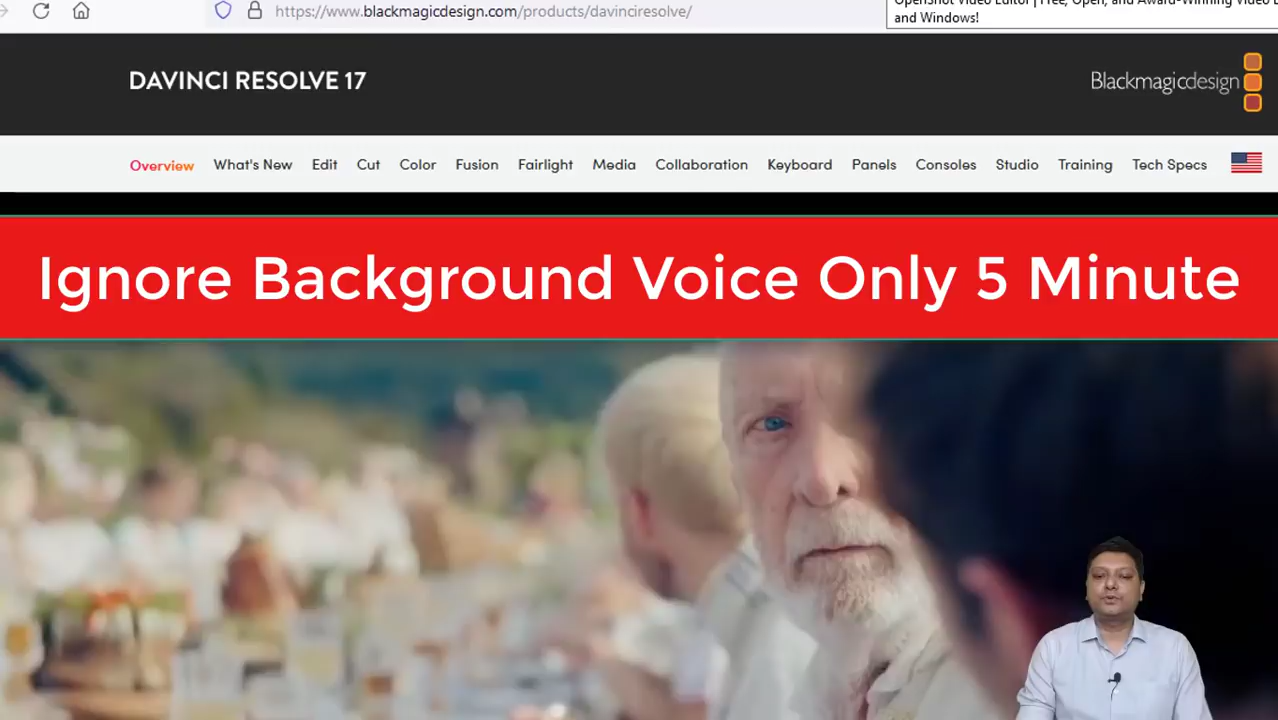 https://www.blackmagicdesign.com/products/davinciresolve/
OpenShot Video Editor | Free, Open, and Award-Winning Video
and Windows!
DAVINCI RESOLVE 17
Blackmagicdesign
Overview What's New Edit Cut Color Fusion Fairlight Media Collaboration Keyboard Panels Consoles Studio Training Tech Specs
Ignore Background Voice Only 5 Minute